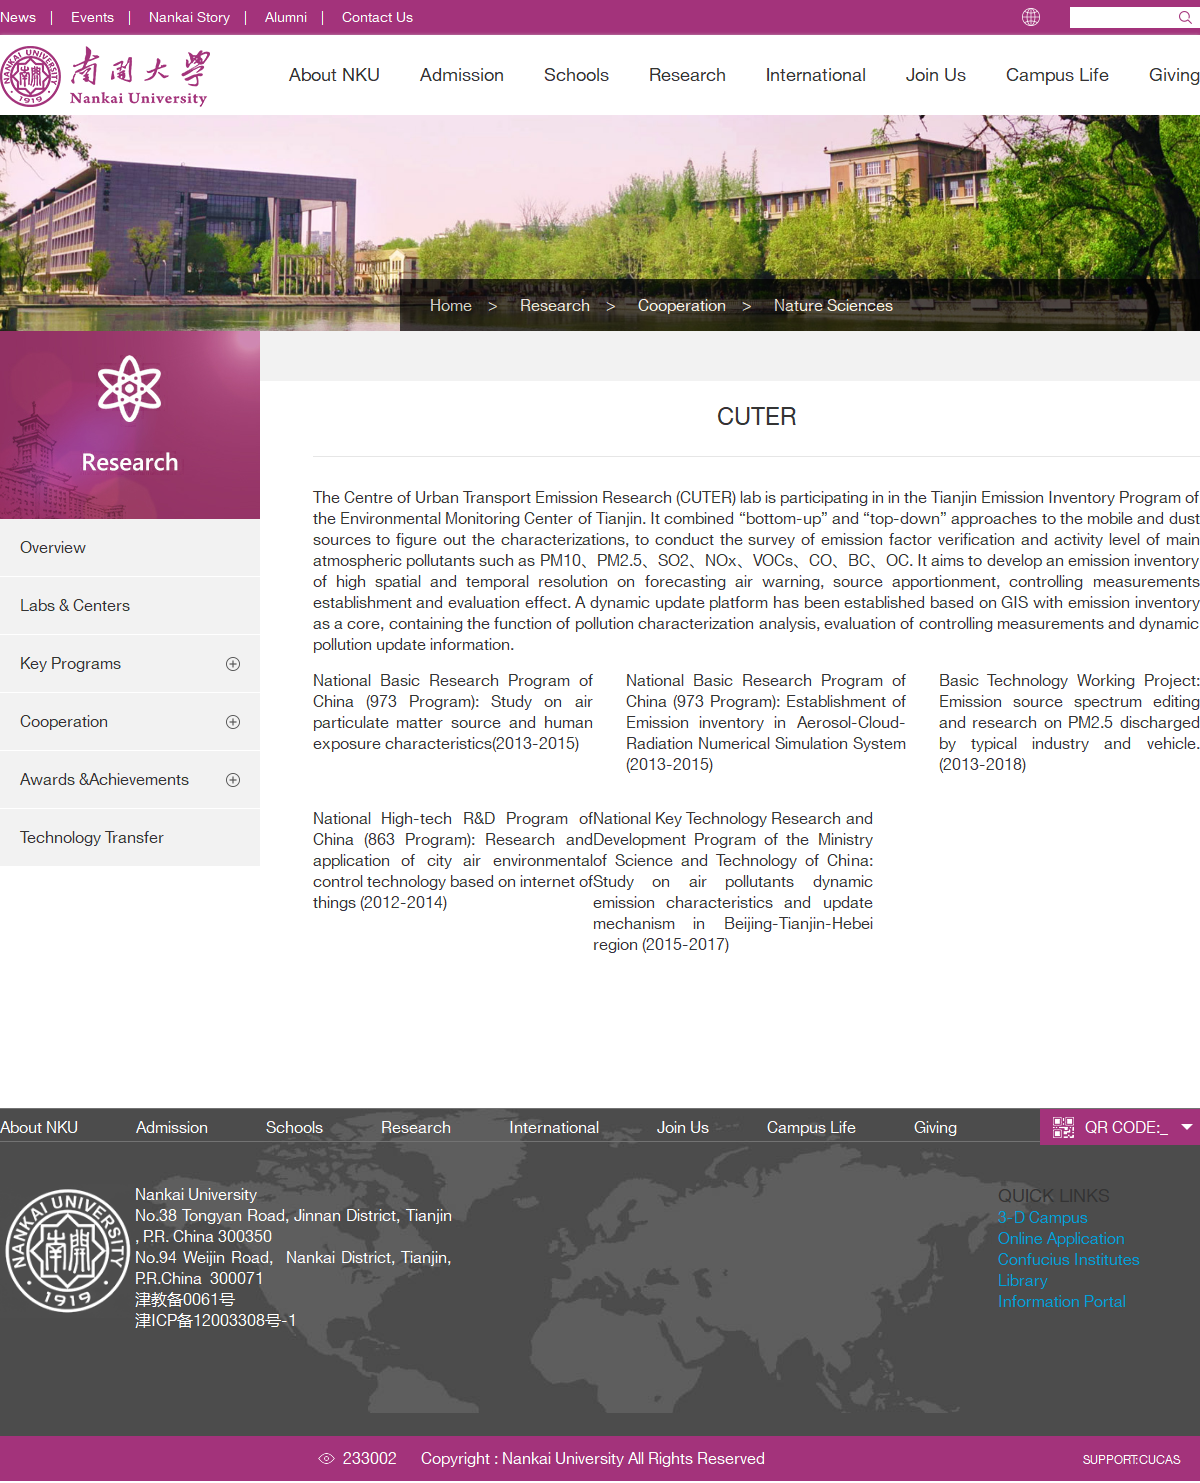 News | Events | Nankai Story | Alumni | Contact Us
南開大學
Nankai University
NANKAI UNIVERSITY
1919
About NKU Admission Schools Research International Join Us Campus Life Giving
Home > Research > Cooperation > Nature Sciences
Research
Overview
Labs & Centers
Key Programs
Cooperation
Awards &Achievements
Technology Transfer
CUTER
The Centre of Urban Transport Emission Research (CUTER) lab is participating in in the Tianjin Emission Inventory Program of
the Environmental Monitoring Center of Tianjin. It combined “bottom-up” and “top-down” approaches to the mobile and dust
sources to figure out the characterizations, to conduct the survey of emission factor verification and activity level of main
atmospheric pollutants such as PM10、PM2.5、SO2、NOx、VOCs、CO、BC、OC. It aims to develop an emission inventory
of high spatial and temporal resolution on forecasting air warning, source apportionment, controlling measurements
establishment and evaluation effect. A dynamic update platform has been established based on GIS with emission inventory
as a core, containing the function of pollution characterization analysis, evaluation of controlling measurements and dynamic
pollution update information.
National Basic Research Program of
China (973 Program): Study on air
particulate matter source and human
exposure characteristics(2013-2015)
National Basic Research Program of
China (973 Program): Establishment of
Emission inventory in Aerosol-Cloud-
Radiation Numerical Simulation System
(2013-2015)
Basic Technology Working Project:
Emission source spectrum editing
and research on PM2.5 discharged
by typical industry and vehicle.
(2013-2018)
National High-tech R&D Program of
China (863 Program): Research and
application of city air environmental
control technology based on internet of
things (2012-2014)
National Key Technology Research and
Development Program of the Ministry
of Science and Technology of China:
Study on air pollutants dynamic
emission characteristics and update
mechanism in Beijing-Tianjin-Hebei
region (2015-2017)
About NKU Admission Schools Research International Join Us Campus Life Giving
QR CODE:_
NANKAI UNIVERSITY
南開
1919
Nankai University
No.38 Tongyan Road, Jinnan District, Tianjin
, P.R. China 300350
No.94 Weijin Road, Nankai District, Tianjin,
P.R.China 300071
津教备0061号
津ICP备12003308号-1
QUICK LINKS
3-D Campus
Online Application
Confucius Institutes
Library
Information Portal
233002 Copyright : Nankai University All Rights Reserved
SUPPORT:CUCAS